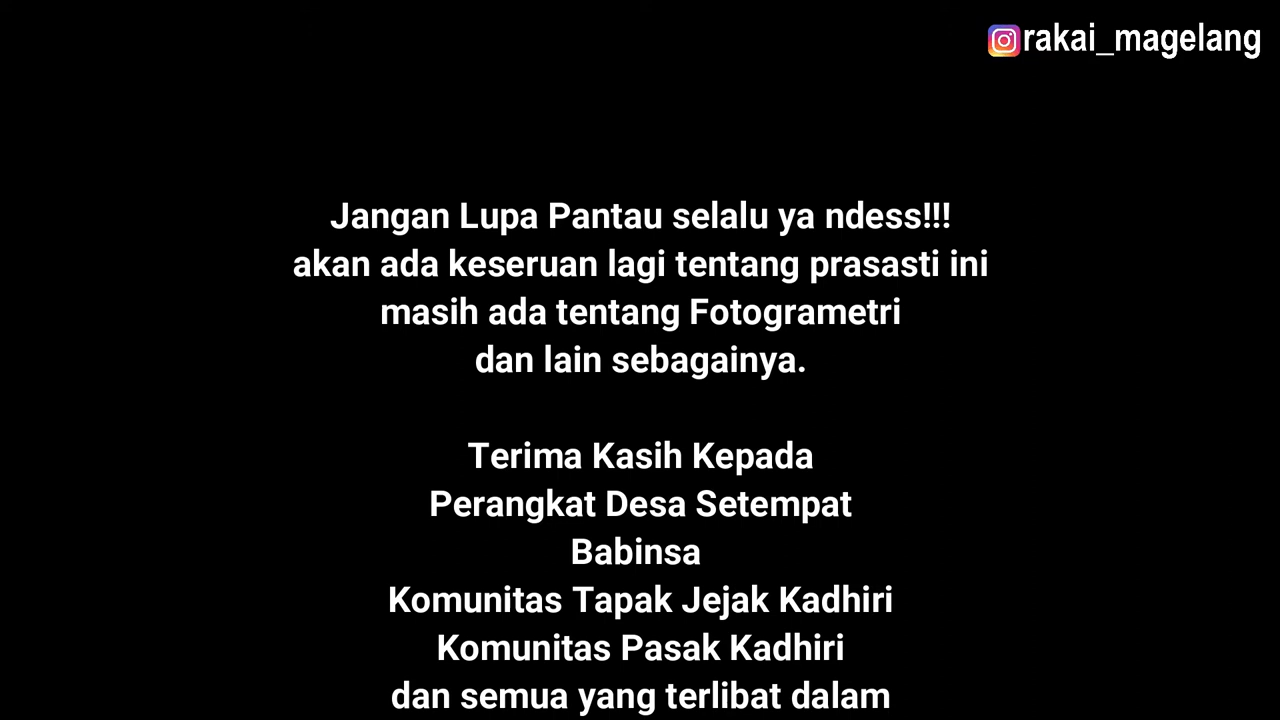 rakai_magelang
Jangan Lupa Pantau selalu ya ndess!!!
akan ada keseruan lagi tentang prasasti ini
masih ada tentang Fotogrametri
dan lain sebagainya.
Terima Kasih Kepada
Perangkat Desa Setempat
Babinsa
Komunitas Tapak Jejak Kadhiri
Komunitas Pasak Kadhiri
dan semua yang terlibat dalam